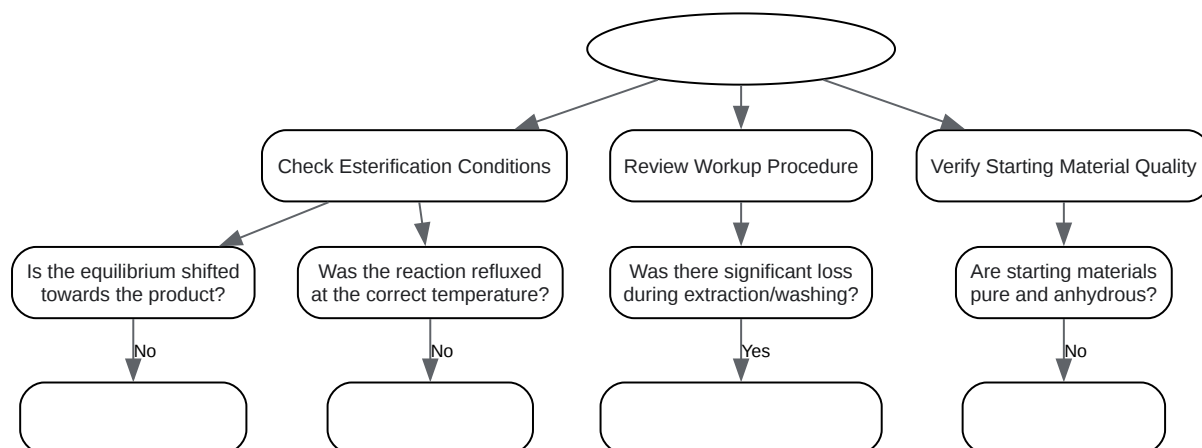 Check Esterification Conditions
Review Workup Procedure
Verify Starting Material Quality
Is the equilibrium shifted
towards the product?
Was the reaction refluxed
at the correct temperature?
Was there significant loss
during extraction/washing?
Are starting materials
pure and anhydrous?
No
No
Yes
No